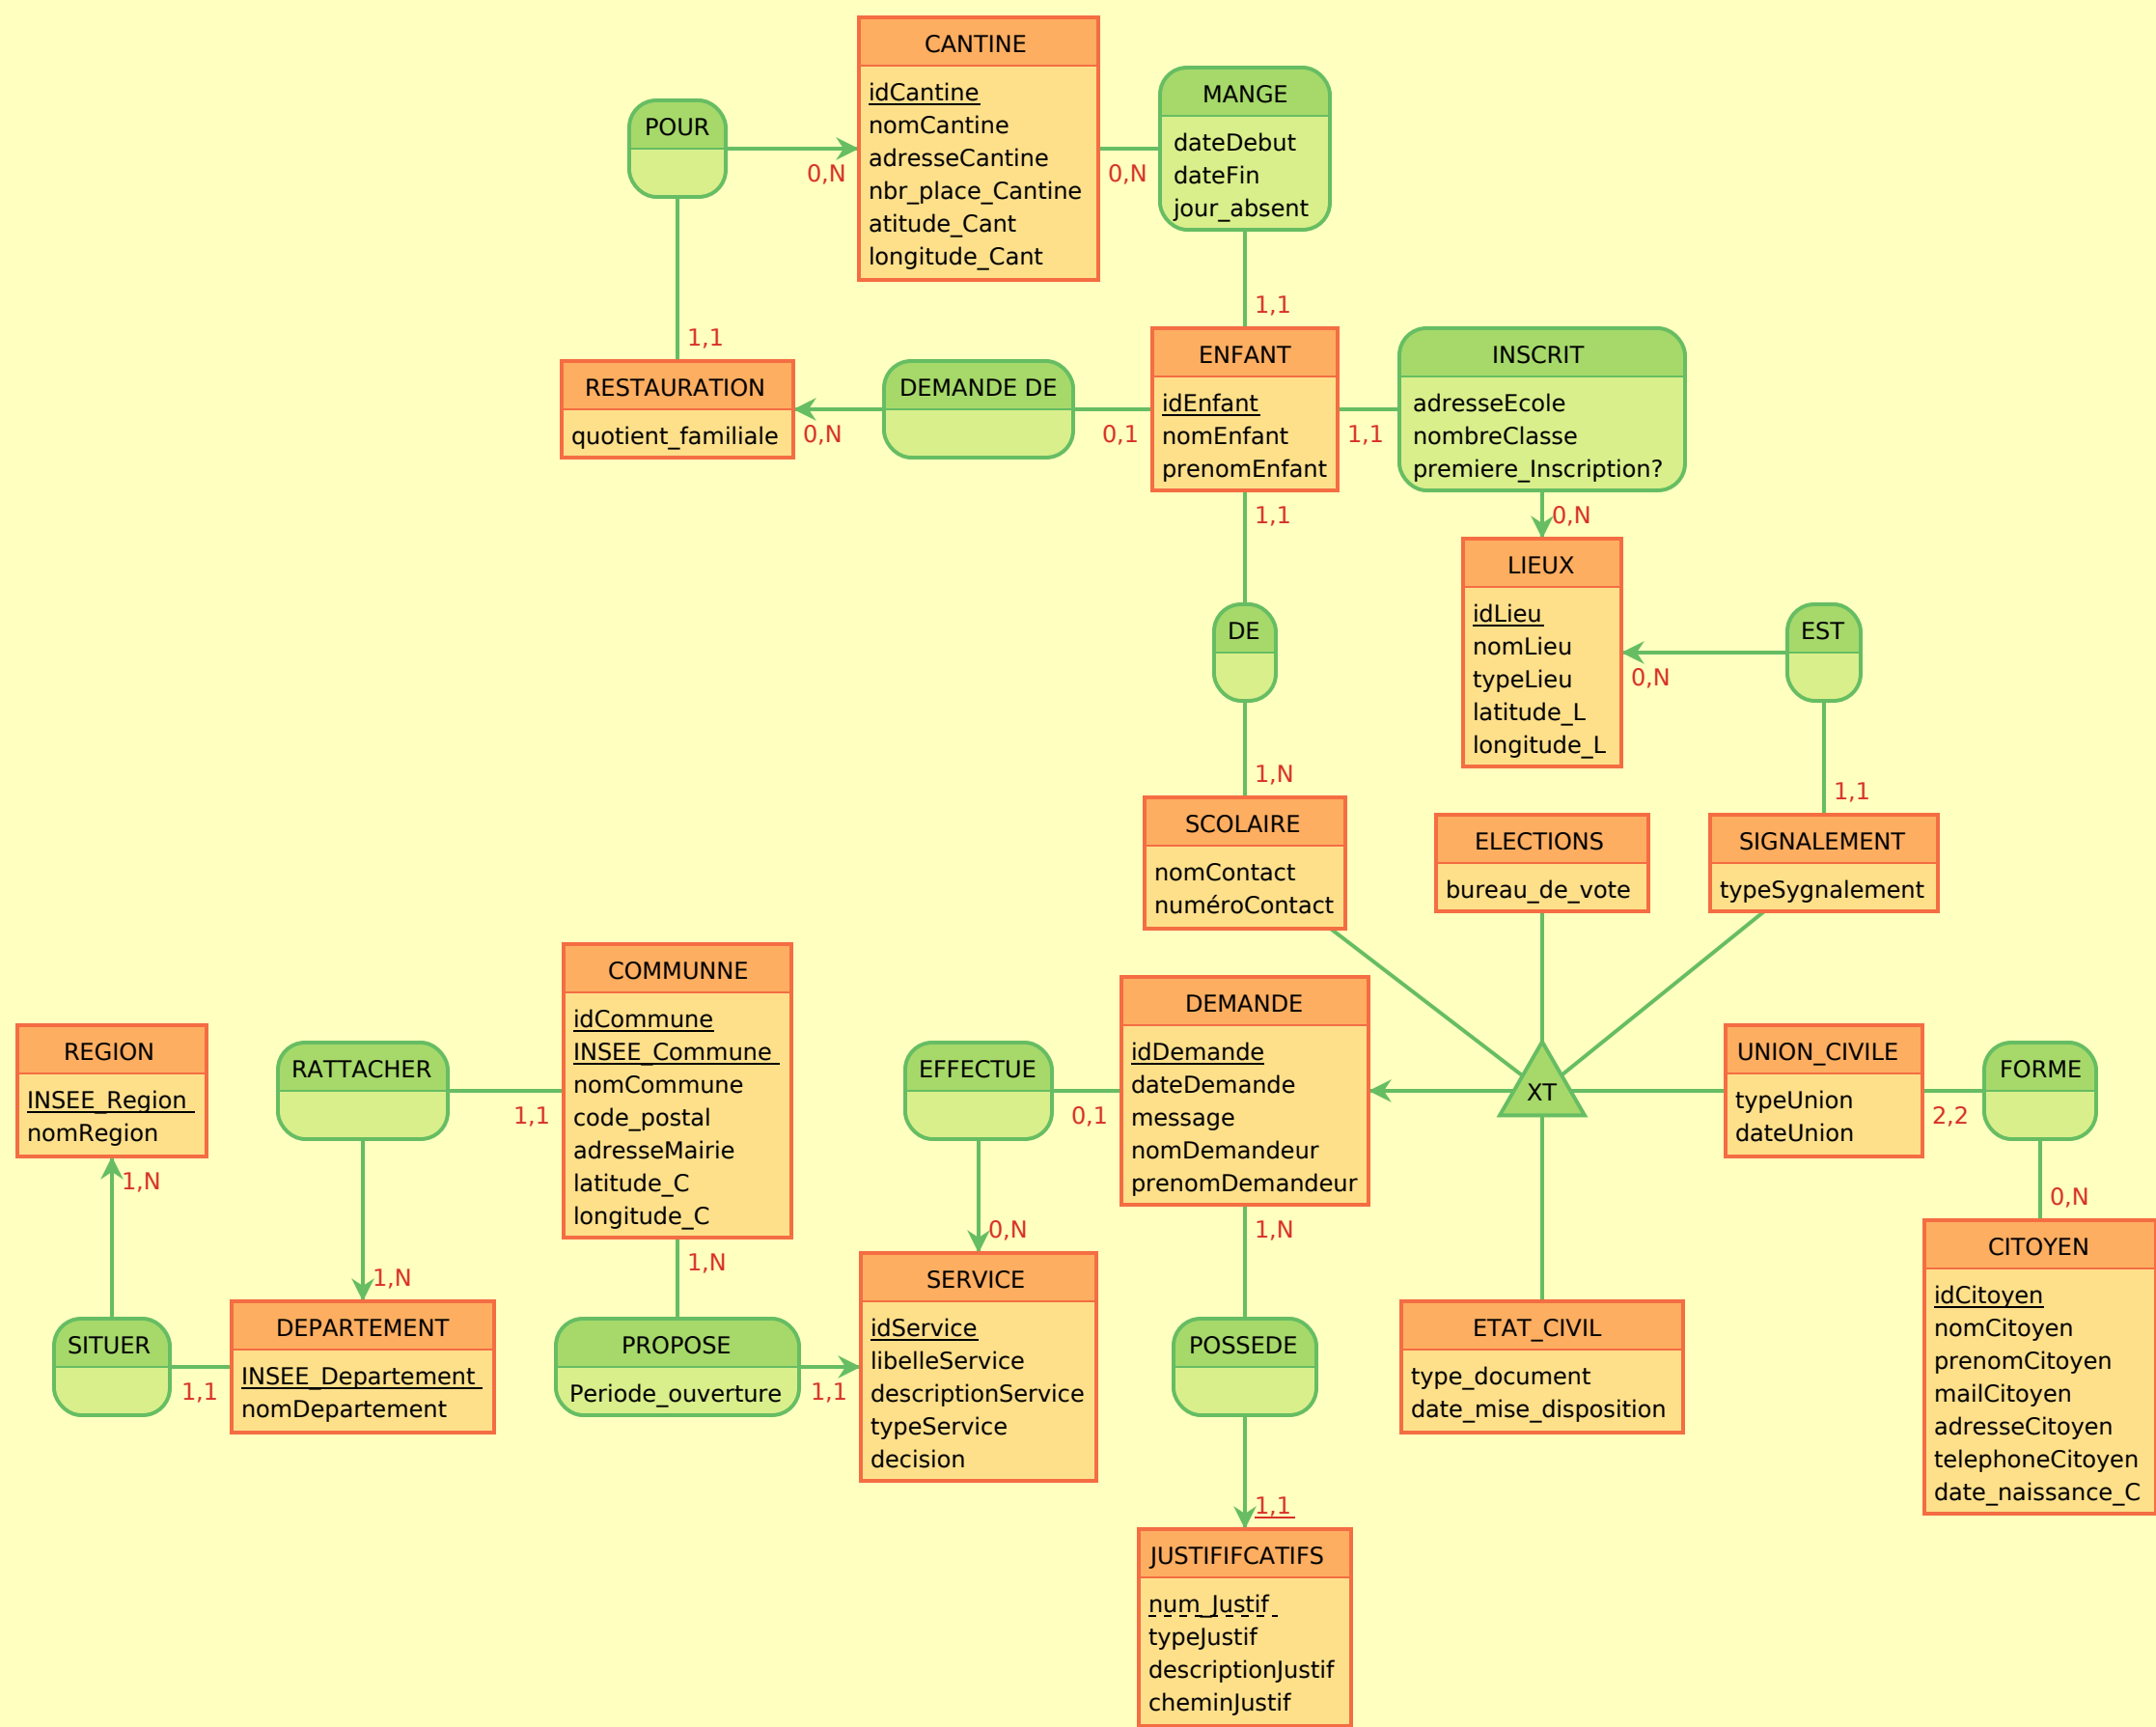 CANTINE
idCantine
nomCantine
adresseCantine
nbr_place_Cantine
atitude_Cant
longitude_Cant
MANGE
dateDebut
dateFin
jour_absent
POUR
0,N
0,N
1,1
1,1
RESTAURATION
quotient_familiale
0,N
DEMANDE DE
0,1
ENFANT
idEnfant
nomEnfant
prenomEnfant
1,1
INSCRIT
adresseEcole
nombreClasse
premiere_Inscription?
1,1
0,N
LIEUX
idLieu
nomLieu
typeLieu
latitude_L
longitude_L
DE
EST
0,N
1,N
1,1
SCOLAIRE
nomContact
numéroContact
ELECTIONS
bureau_de_vote
SIGNALEMENT
typeSygnalement
COMMUNNE
idCommune
INSEE_Commune
nomCommune
code_postal
adresseMairie
latitude_C
longitude_C
DEMANDE
idDemande
dateDemande
message
nomDemandeur
prenomDemandeur
REGION
INSEE_Region
nomRegion
RATTACHER
1,1
EFFECTUE
0,1
XT
UNION_CIVILE
typeUnion
dateUnion
2,2
FORME
1,N
0,N
1,N
1,N
0,N
1,N
CITOYEN
idCitoyen
nomCitoyen
prenomCitoyen
mailCitoyen
adresseCitoyen
telephoneCitoyen
date_naissance_C
SITUER
1,1
DEPARTEMENT
INSEE_Departement
nomDepartement
PROPOSE
Periode_ouverture
1,1
SERVICE
idService
libelleService
descriptionService
typeService
decision
POSSEDE
ETAT_CIVIL
type_document
date_mise_disposition
1,1
JUSTIFIFCATIFS
num_Justif
typeJustif
descriptionJustif
cheminJustif